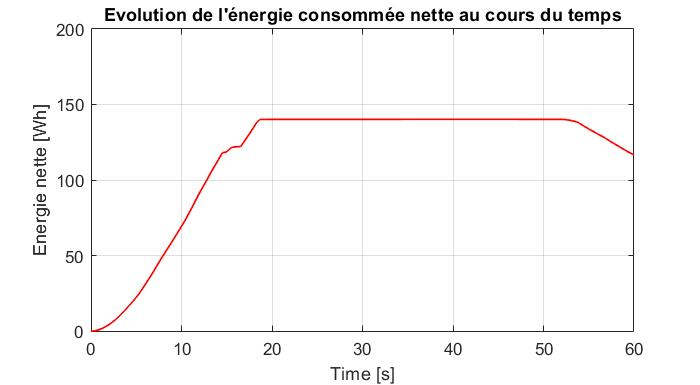 Evolution de l'énergie consommée nette au cours du temps
200
150
100
50
0
Energie nette [Wh]
0 10 20 30 40 50 60
Time [s]